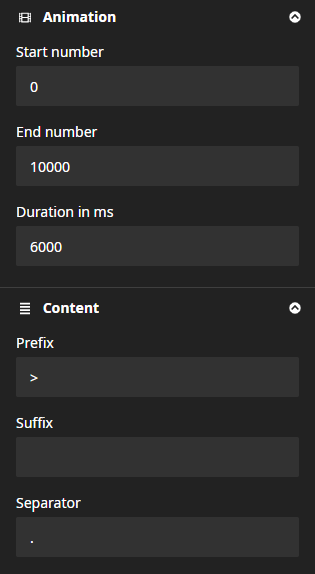 Animation
Start number
0
End number
10000
Duration in ms
6000
Content
Prefix
>
Suffix
Separator
.